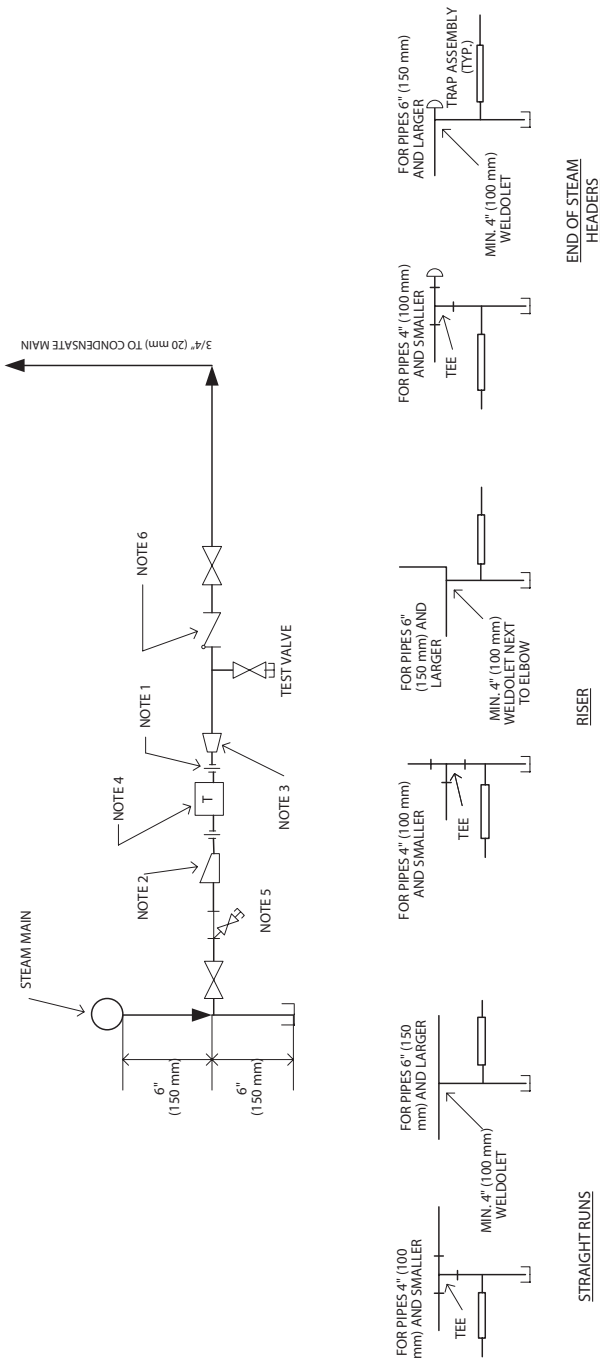 STEAM MAIN
6"
(150 mm)
6"
(150 mm)
NOTE 2
NOTE 5
NOTE 4
T
NOTE 3
NOTE 1
TEST VALVE
NOTE 6
3/4" (20 mm) TO CONDENSATE MAIN
FOR PIPES 4" (100
mm) AND SMALLER
TEE
FOR PIPES 6" (150
mm) AND LARGER
MIN. 4" (100 mm)
WELDOLET
STRAIGHT RUNS
FOR PIPES 4" (100 mm)
AND SMALLER
TEE
FOR PIPES 6"
(150 mm) AND
LARGER
MIN. 4" (100 mm)
WELDOLET NEXT
TO ELBOW
RISER
FOR PIPES 4" (100 mm)
AND SMALLER
TEE
FOR PIPES 6" (150 mm)
AND LARGER
MIN. 4" (100 mm)
WELDOLET
TRAP ASSEMBLY
(TYP.)
END OF STEAM
HEADERS